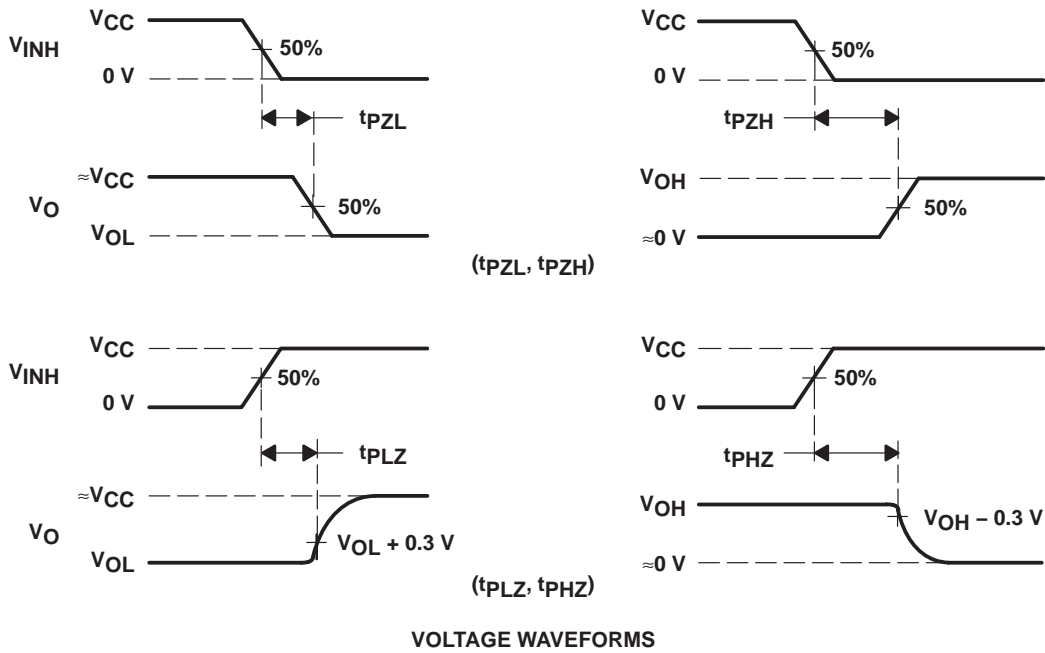 VCC
VCC
VINH
50%
50%
0 V
0 V
tPZL
tPZH
≈VCC
VOH
VO
50%
50%
VOL
≈0 V
(tPZL, tPZH)
VCC
VCC
VINH
50%
50%
0 V
0 V
tPLZ
tPHZ
≈VCC
VOH
VOH – 0.3 V
VO
VOL + 0.3 V
VOL
≈0 V
(tPLZ, tPHZ)
VOLTAGE WAVEFORMS